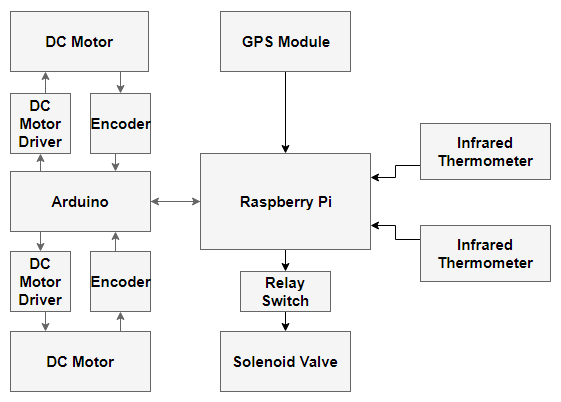 DC Motor
GPS Module
DC
Motor
Driver
Encoder
Infrared
Thermometer
Arduino
Raspberry Pi
Infrared
Thermometer
DC
Motor
Driver
Encoder
Relay
Switch
DC Motor
Solenoid Valve